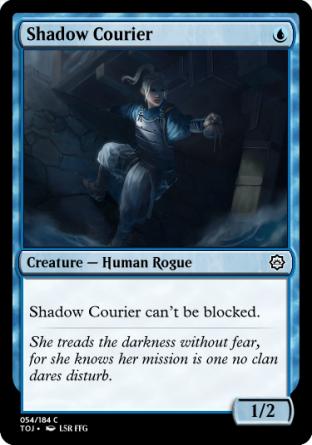 Shadow Courier
Creature — Human Rogue
Shadow Courier can't be blocked.
She treads the darkness without fear,
for she knows her mission is one no clan
dares disturb.
1/2
054/184 C
TOJ • LSR FFG